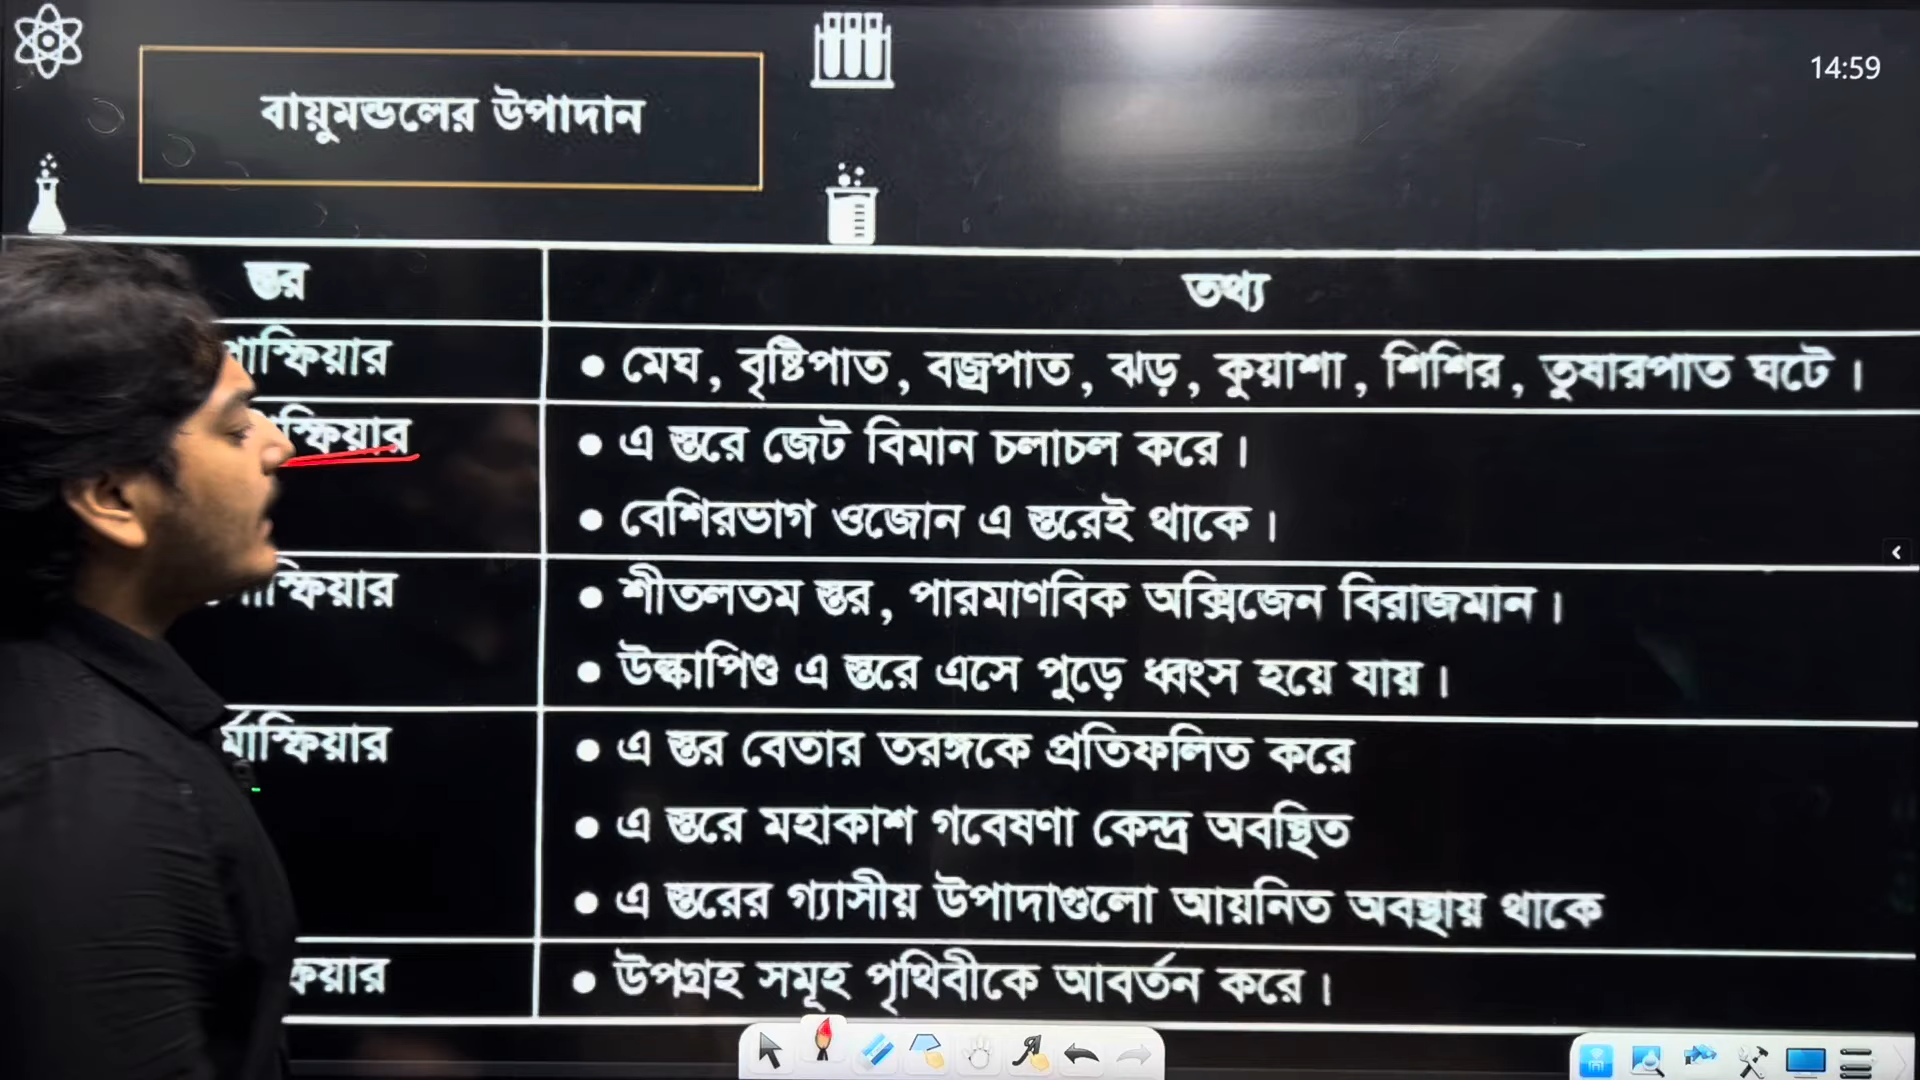 14:59
বায়ুমন্ডলের উপাদান
স্তর
তথ্য
মেঘ, বৃষ্টিপাত, বজ্রপাত, ঝড়, কুয়াশা, শিশির, তুষারপাত ঘটে।
এ স্তরে জেট বিমান চলাচল করে।
বেশিরভাগ ওজোন এ স্তরেই থাকে।
শীতলতম স্তর, পারমাণবিক অক্সিজেন বিরাজমান।
উল্কাপিণ্ড এ স্তরে এসে পুড়ে ধ্বংস হয়ে যায়।
এ স্তর বেতার তরঙ্গকে প্রতিফলিত করে
এ স্তরে মহাকাশ গবেষণা কেন্দ্র অবস্থিত
এ স্তরের গ্যাসীয় উপাদাগুলো আয়নিত অবস্থায় থাকে
উপগ্রহ সমূহ পৃথিবীকে আবর্তন করে।